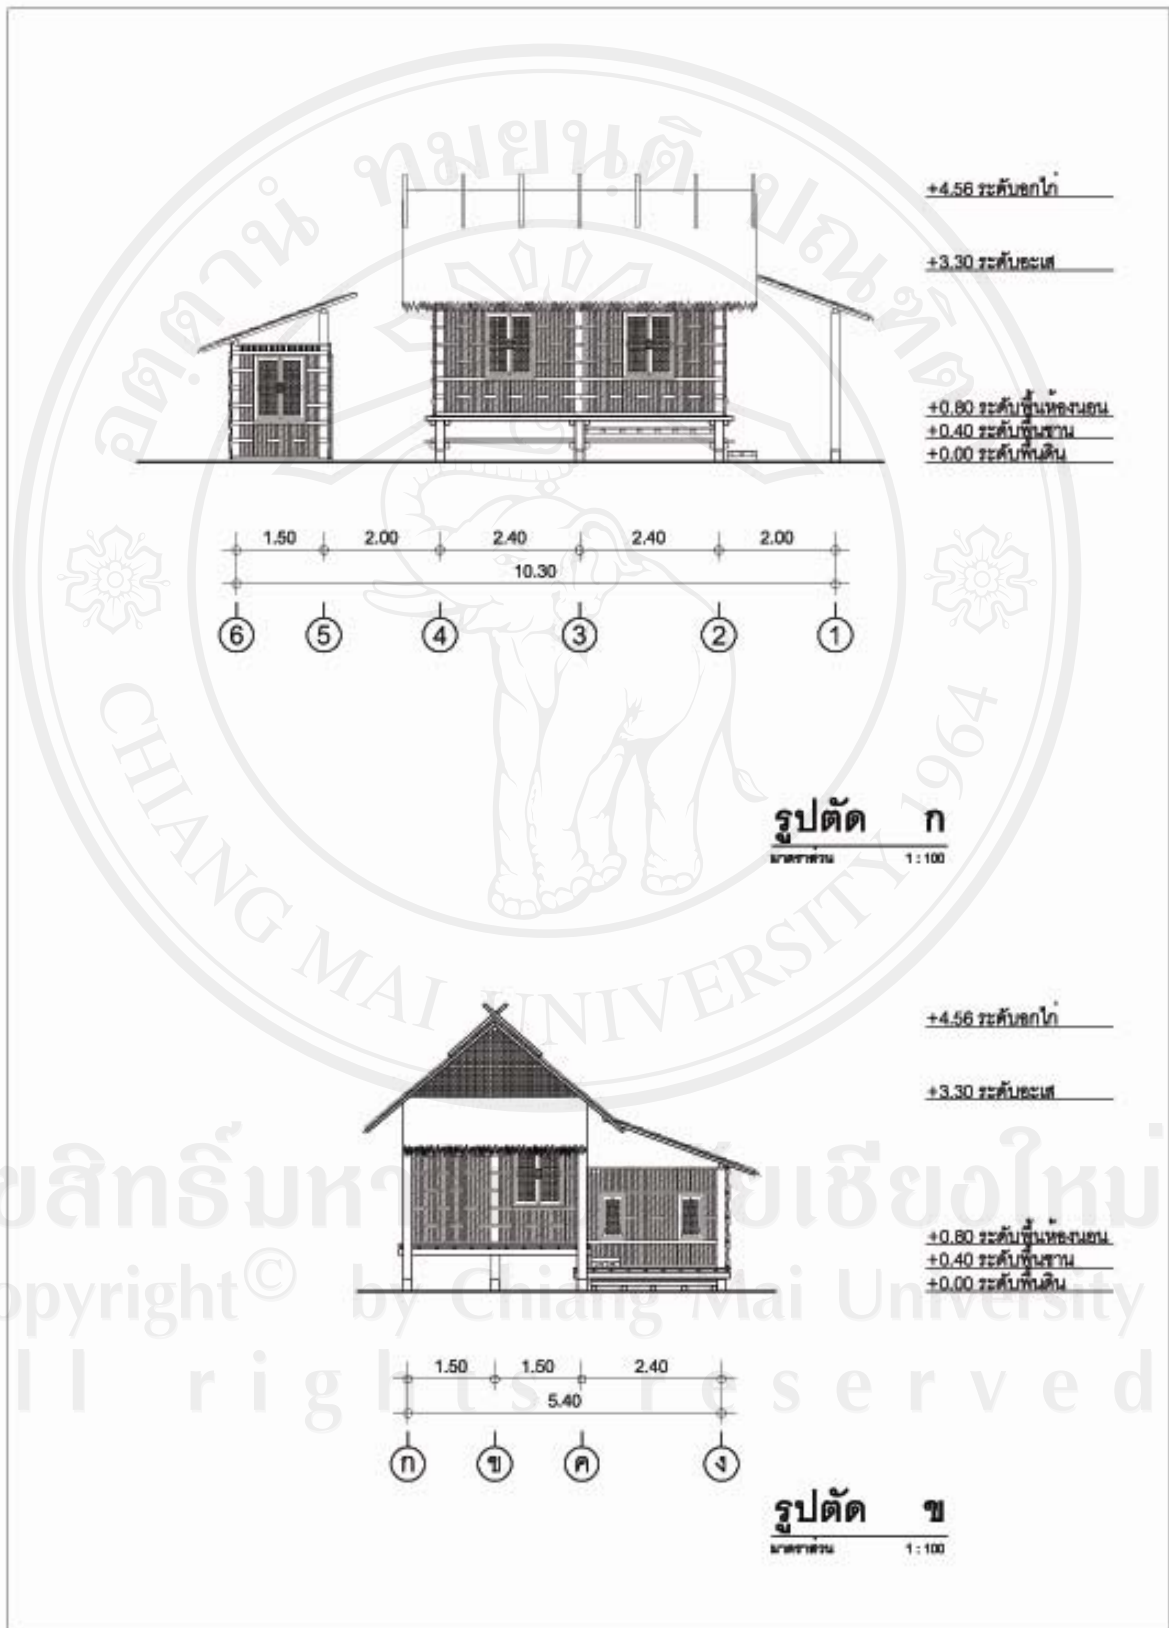 +4.56 ระดับอกไก่
+3.30 ระดับอะเส
+0.80 ระดับพื้นห้องนอน
+0.40 ระดับพื้นชาน
+0.00 ระดับพื้นดิน
1.50 2.00 2.40 2.40 2.00
10.30
6 5 4 3 2 1
รูปตัด ก
มาตราส่วน 1 : 100
+4.56 ระดับอกไก่
+3.30 ระดับอะเส
+0.80 ระดับพื้นห้องนอน
+0.40 ระดับพื้นชาน
+0.00 ระดับพื้นดิน
1.50 1.50 2.40
5.40
ก ข ค ง
รูปตัด ข
มาตราส่วน 1 : 100
CHIANG MAI UNIVERSITY 1964
Copyright© by Chiang Mai University
All rights reserved